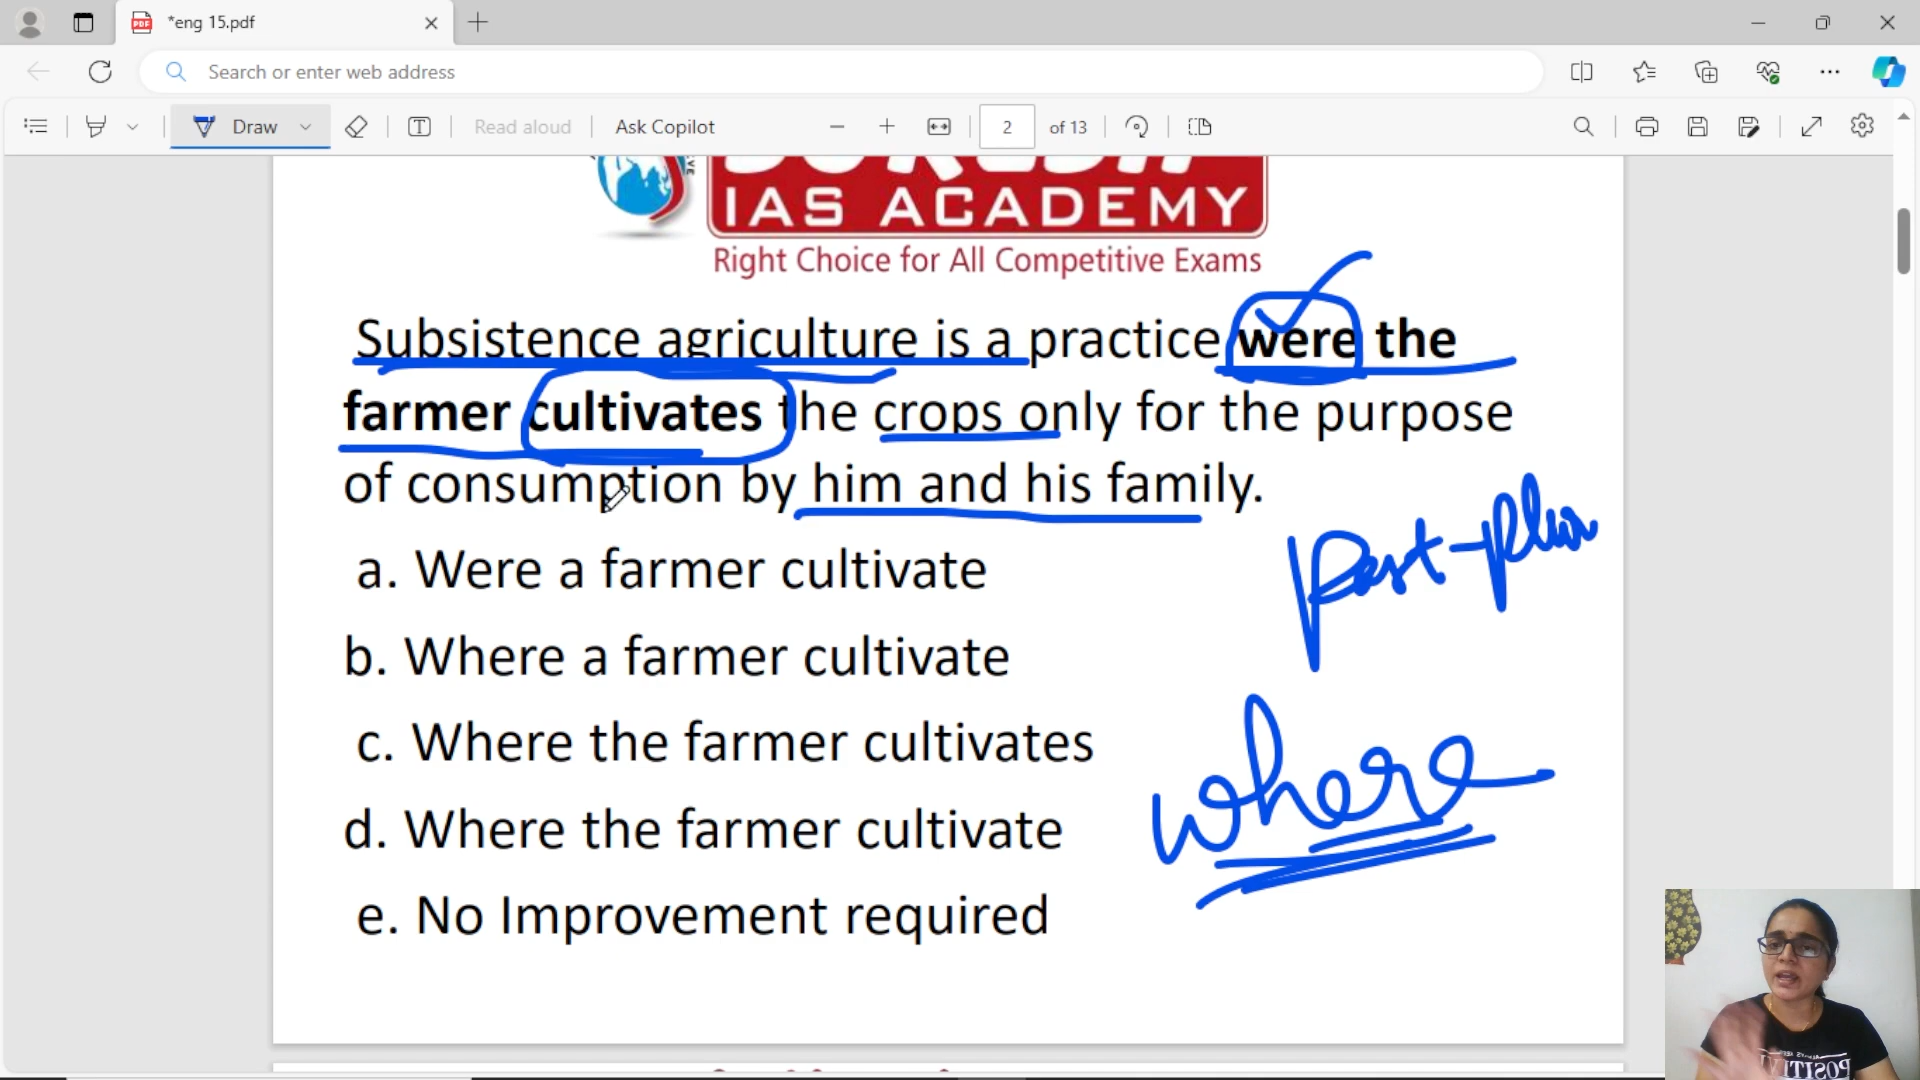 *eng 15.pdf
Search or enter web address
Draw
Read aloud
Ask Copilot
2 of 13
IAS ACADEMY
Right Choice for All Competitive Exams
Subsistence agriculture is a practice were the
farmer cultivates the crops only for the purpose
of consumption by him and his family.
a. Were a farmer cultivate
b. Where a farmer cultivate
c. Where the farmer cultivates
d. Where the farmer cultivate
e. No Improvement required
Past-
where